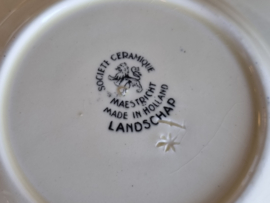 SOCIETE CERAMIQUE
MAESTRICHT
MADE IN HOLLAND
LANDSCHAP